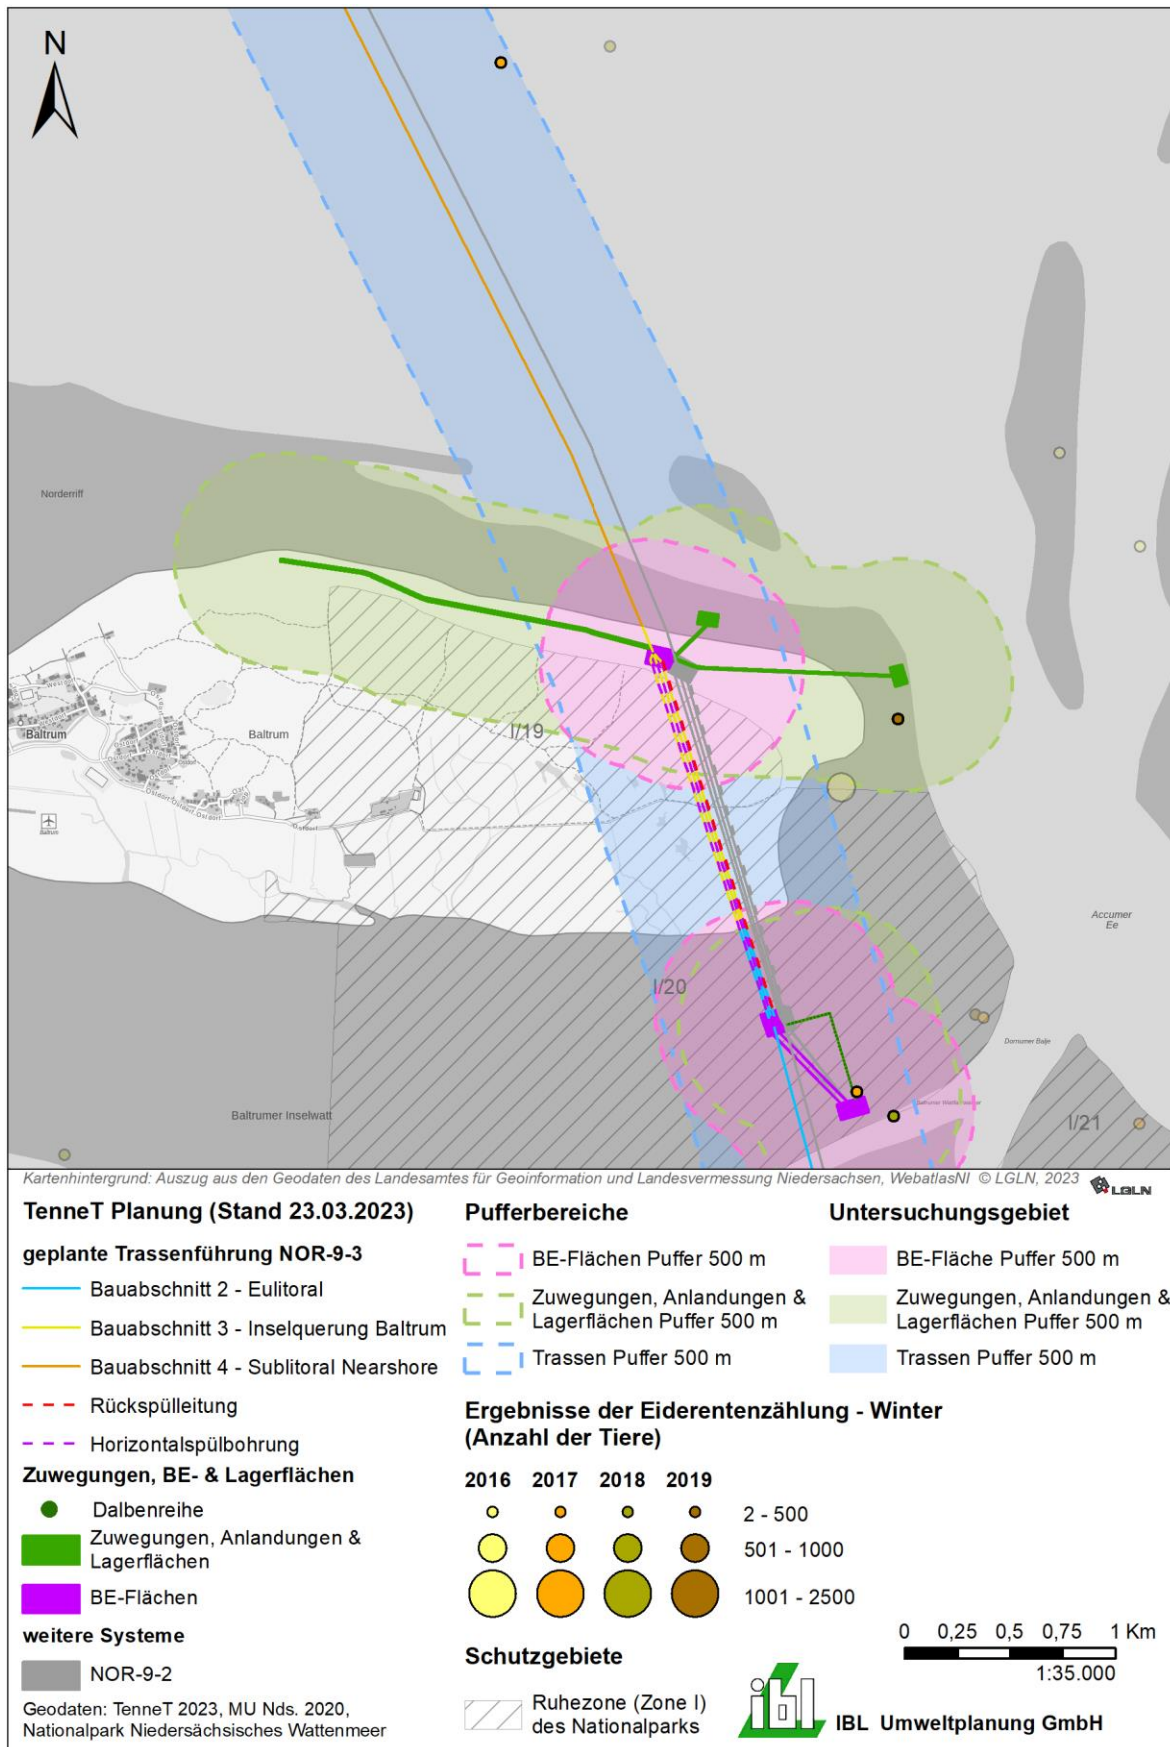 N
Norderriff
I/19
Westdorf
Ostdorf
Baltrum
Baltrum
Ostdorf
Ostdorf
Ostdorf
Baltrum
Accumer
Ee
I/20
Dornumer Balje
Baltrumer Inselwatt
I/21
Kartenhintergrund: Auszug aus den Geodaten des Landesamtes für Geoinformation und Landesvermessung Niedersachsen, WebatlasNI © LGLN, 2023
LGLN
TenneT Planung (Stand 23.03.2023)
geplante Trassenführung NOR-9-3
Bauabschnitt 2 - Eulitoral
Bauabschnitt 3 - Inselquerung Baltrum
Bauabschnitt 4 - Sublitoral Nearshore
Rückspülleitung
Horizontalspülbohrung
Zuwegungen, BE- & Lagerflächen
Dalbenreihe
Zuwegungen, Anlandungen &
Lagerflächen
BE-Flächen
weitere Systeme
NOR-9-2
Geodaten: TenneT 2023, MU Nds. 2020,
Nationalpark Niedersächsisches Wattenmeer
Pufferbereiche
BE-Flächen Puffer 500 m
Zuwegungen, Anlandungen &
Lagerflächen Puffer 500 m
Trassen Puffer 500 m
Untersuchungsgebiet
BE-Fläche Puffer 500 m
Zuwegungen, Anlandungen &
Lagerflächen Puffer 500 m
Trassen Puffer 500 m
Ergebnisse der Eiderentenzählung - Winter
(Anzahl der Tiere)
2016 2017 2018 2019
2 - 500
501 - 1000
1001 - 2500
Schutzgebiete
Ruhezone (Zone I)
des Nationalparks
0 0,25 0,5 0,75 1 Km
1:35.000
ibl
IBL Umweltplanung GmbH